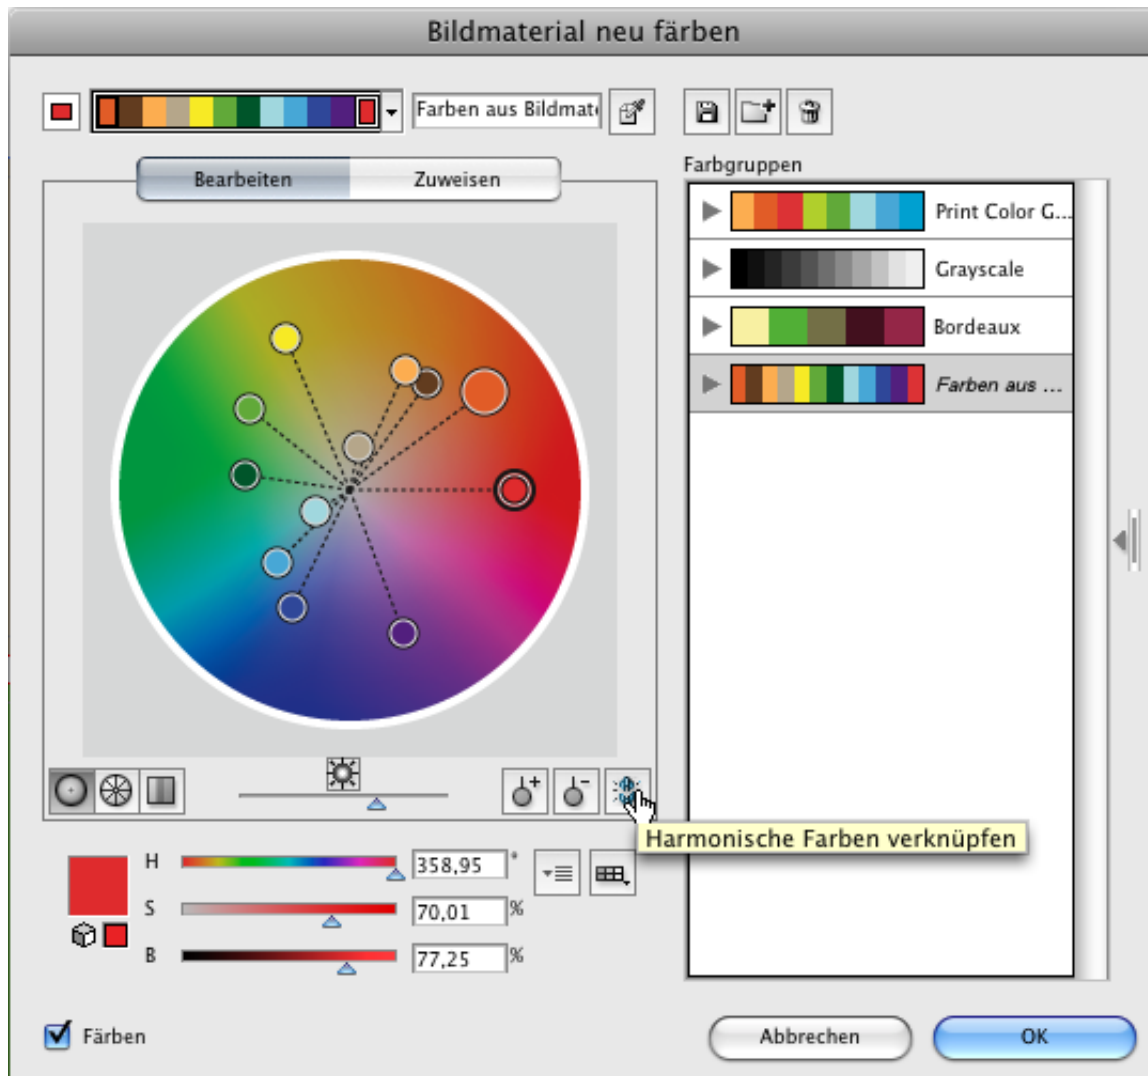 Bildmaterial neu färben
Farben aus Bildmat
Bearbeiten
Zuweisen
Farbgruppen
Print Color G...
Grayscale
Bordeaux
Farben aus ...
Harmonische Farben verknüpfen
H 358,95 °
S 70,01 %
B 77,25 %
Färben
Abbrechen
OK